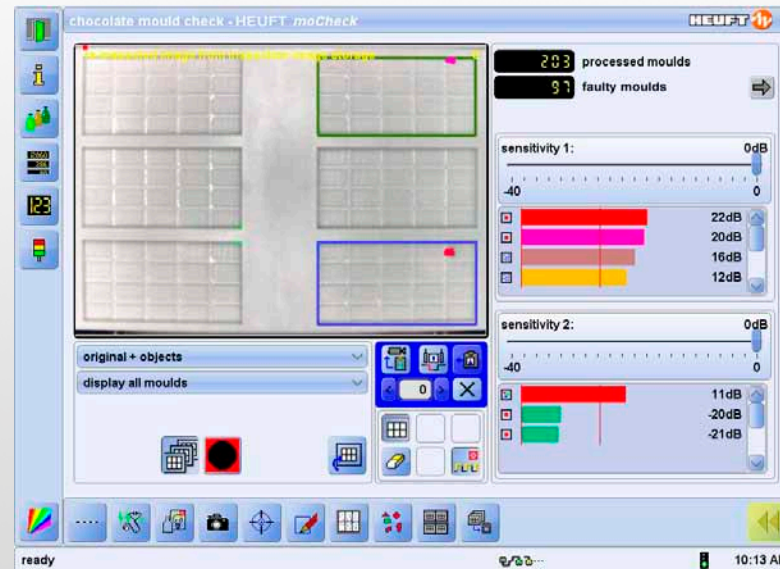 chocolate mould check - HEUFT moCheck
HEUFT
203 processed moulds
97 faulty moulds
sensitivity 1: 0dB
-40 0
22dB
20dB
16dB
12dB
sensitivity 2: 0dB
-40 0
11dB
-20dB
-21dB
original + objects
display all moulds
0
123
ready
10:13 A